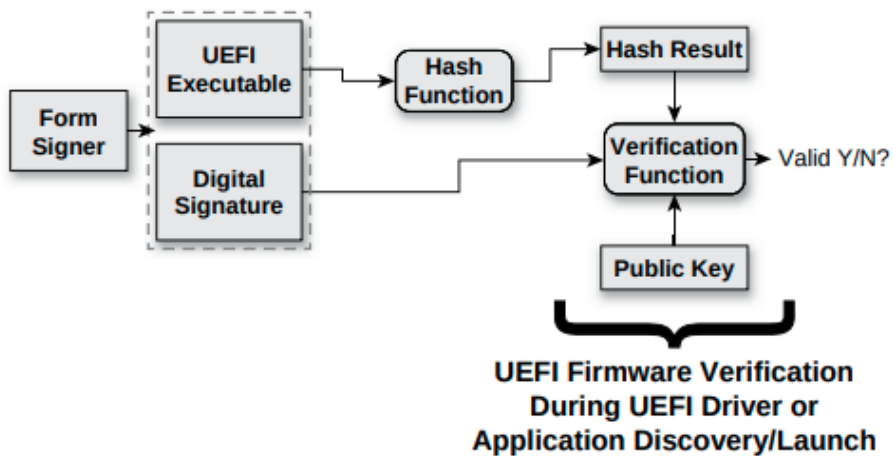 UEFI
Executable
Hash
Function
Hash Result
Form
Signer
Verification
Function
Valid Y/N?
Digital
Signature
Public Key
UEFI Firmware Verification
During UEFI Driver or
Application Discovery/Launch